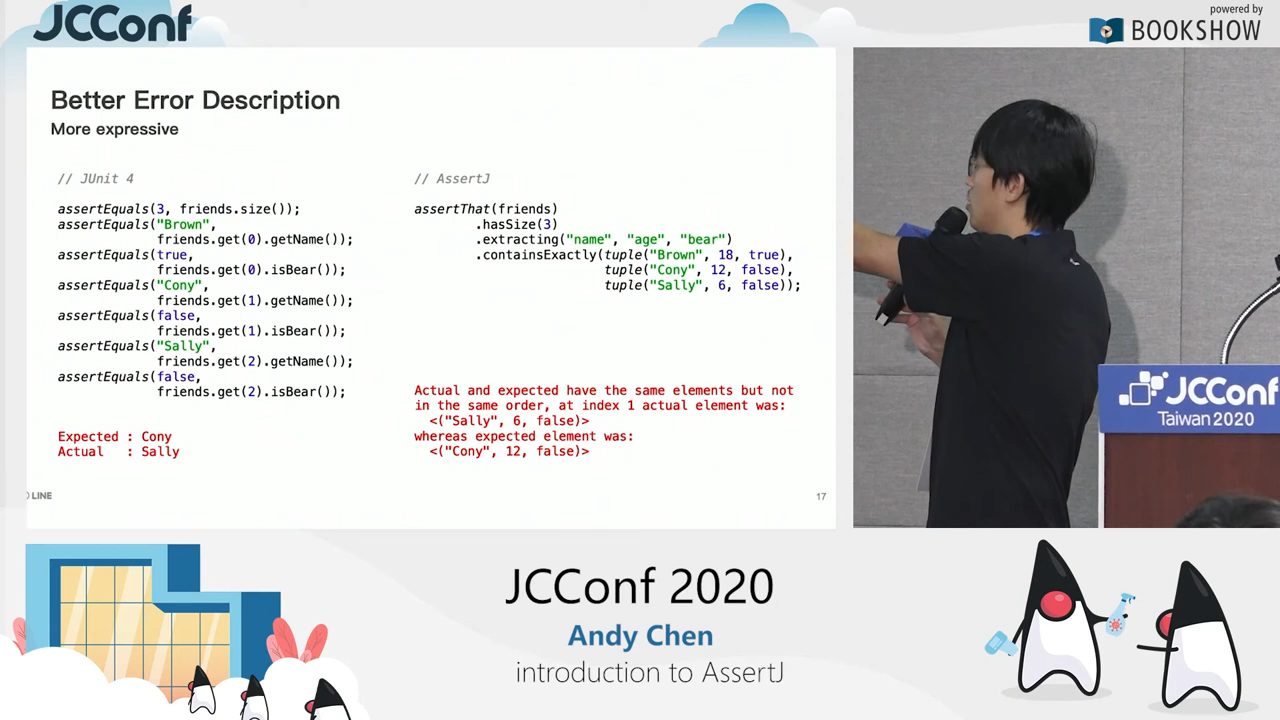 JCConf
powered by
BOOKSHOW
Better Error Description
More expressive
// JUnit 4
assertEquals(3, friends.size());
assertEquals("Brown",
friends.get(0).getName());
assertEquals(true,
friends.get(0).isBear());
assertEquals("Cony",
friends.get(1).getName());
assertEquals(false,
friends.get(1).isBear());
assertEquals("Sally",
friends.get(2).getName());
assertEquals(false,
friends.get(2).isBear());
Expected : Cony
Actual   : Sally
// AssertJ
assertThat(friends)
.hasSize(3)
.extracting("name", "age", "bear")
.containsExactly(tuple("Brown", 18, true),
tuple("Cony", 12, false),
tuple("Sally", 6, false));
Actual and expected have the same elements but not
in the same order, at index 1 actual element was:
<("Sally", 6, false)>
whereas expected element was:
<("Cony", 12, false)>
LINE
17
JCConf
Taiwan 2020
JCConf 2020
Andy Chen
introduction to AssertJ